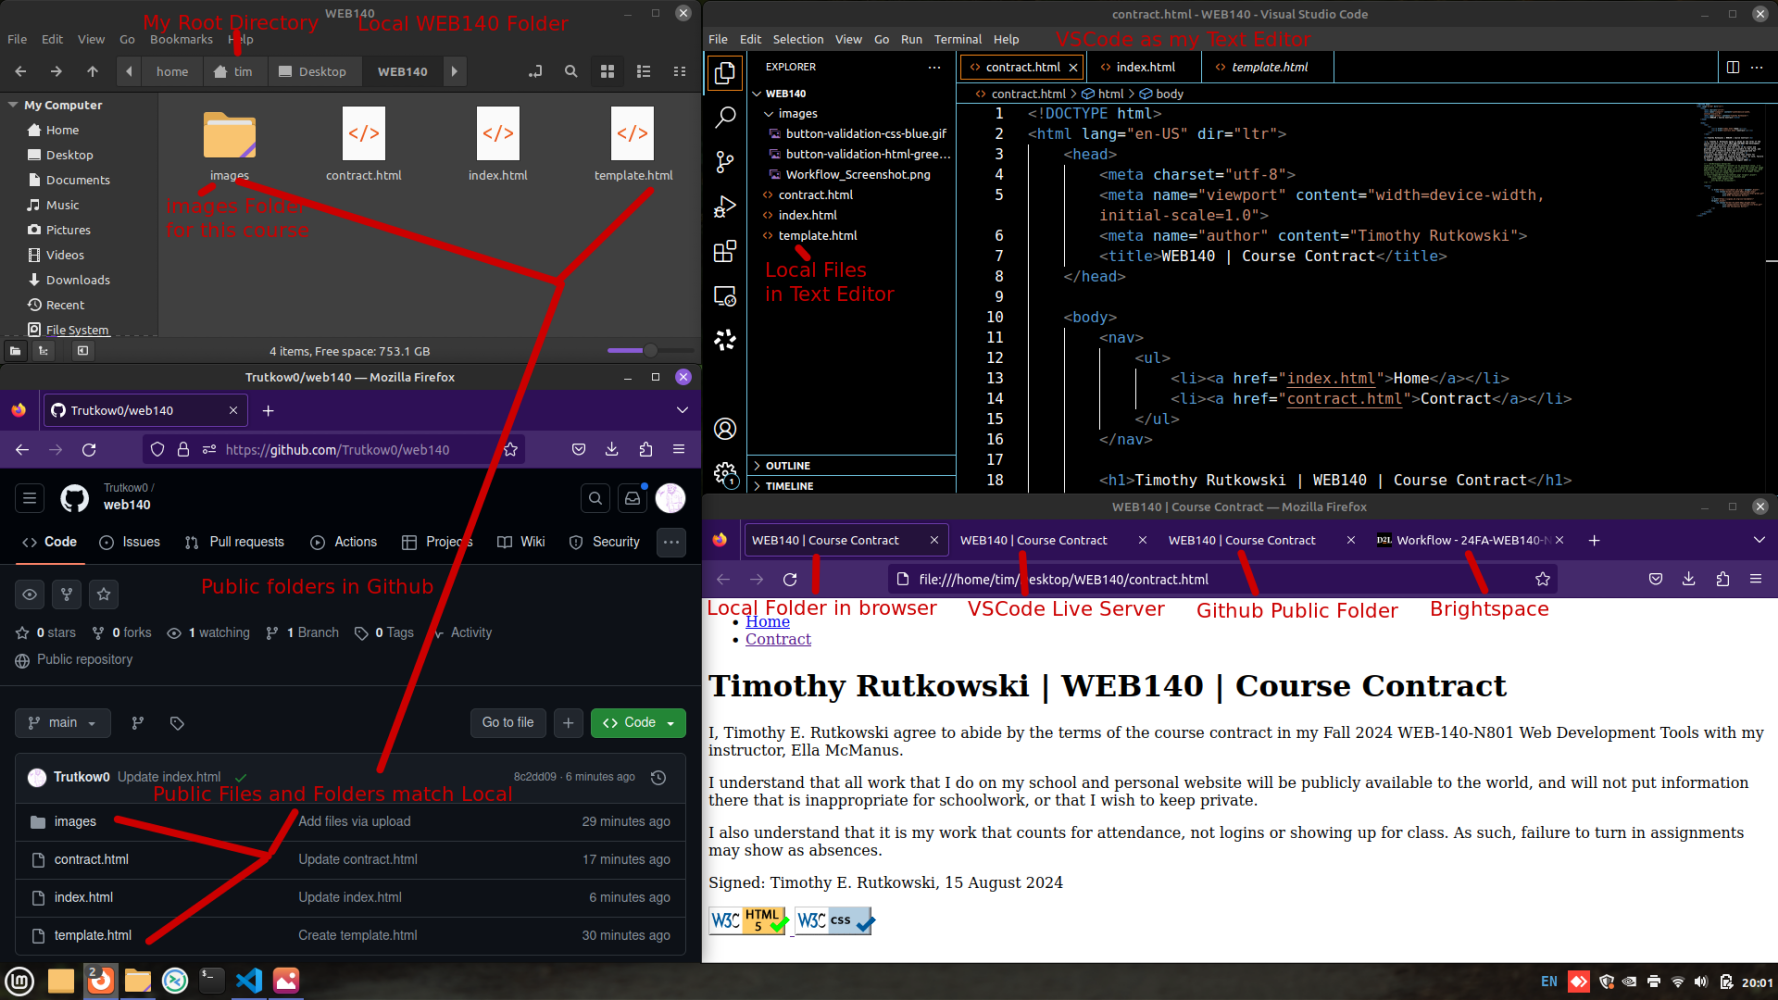 WEB140
My Root Directory
Local WEB140 Folder
File Edit View Go Bookmarks Help
home tim Desktop WEB140
My Computer
Home
Desktop
Documents
Music
Pictures
Videos
Downloads
Recent
File System
images contract.html index.html template.html
Images Folder
for this course
4 items, Free space: 753.1 GB
contract.html - WEB140 - Visual Studio Code
File Edit Selection View Go Run Terminal Help
VSCode as my Text Editor
EXPLORER ...
contract.html index.html template.html
WEB140
images
button-validation-css-blue.gif
button-validation-html-gree...
Workflow_Screenshot.png
contract.html
index.html
template.html
Local Files
in Text Editor
OUTLINE
TIMELINE
1
contract.html > html > body
1 <!DOCTYPE html>
2 <html lang="en-US" dir="ltr">
3 <head>
4 <meta charset="utf-8">
5 <meta name="viewport" content="width=device-width,
initial-scale=1.0">
6 <meta name="author" content="Timothy Rutkowski">
7 <title>WEB140 | Course Contract</title>
8 </head>
9
10 <body>
11 <nav>
12 <ul>
13 <li><a href="index.html">Home</a></li>
14 <li><a href="contract.html">Contract</a></li>
15 </ul>
16 </nav>
17
18 <h1>Timothy Rutkowski | WEB140 | Course Contract</h1>
Trutkow0/web140 — Mozilla Firefox
Trutkow0/web140
https://github.com/Trutkow0/web140
Trutkow0 /
web140
Code Issues Pull requests Actions Projects Wiki Security ...
Public folders in Github
0 stars 0 forks 1 watching 1 Branch 0 Tags Activity
Public repository
main Go to file + Code
Trutkow0 Update index.html 8c2dd09 · 6 minutes ago
Public Files and Folders match Local
images Add files via upload 29 minutes ago
contract.html Update contract.html 17 minutes ago
index.html Update index.html 6 minutes ago
template.html Create template.html 30 minutes ago
WEB140 | Course Contract — Mozilla Firefox
WEB140 | Course Contract WEB140 | Course Contract WEB140 | Course Contract D2L Workflow - 24FA-WEB140-N
file:///home/tim/Desktop/WEB140/contract.html
Local Folder in browser VSCode Live Server Github Public Folder Brightspace
Home
Contract
Timothy Rutkowski | WEB140 | Course Contract
I, Timothy E. Rutkowski agree to abide by the terms of the course contract in my Fall 2024 WEB-140-N801 Web Development Tools with my
instructor, Ella McManus.
I understand that all work that I do on my school and personal website will be publicly available to the world, and will not put information
there that is inappropriate for schoolwork, or that I wish to keep private.
I also understand that it is my work that counts for attendance, not logins or showing up for class. As such, failure to turn in assignments
may show as absences.
Signed: Timothy E. Rutkowski, 15 August 2024
W3C HTML 5 W3C css
2
EN 20:01